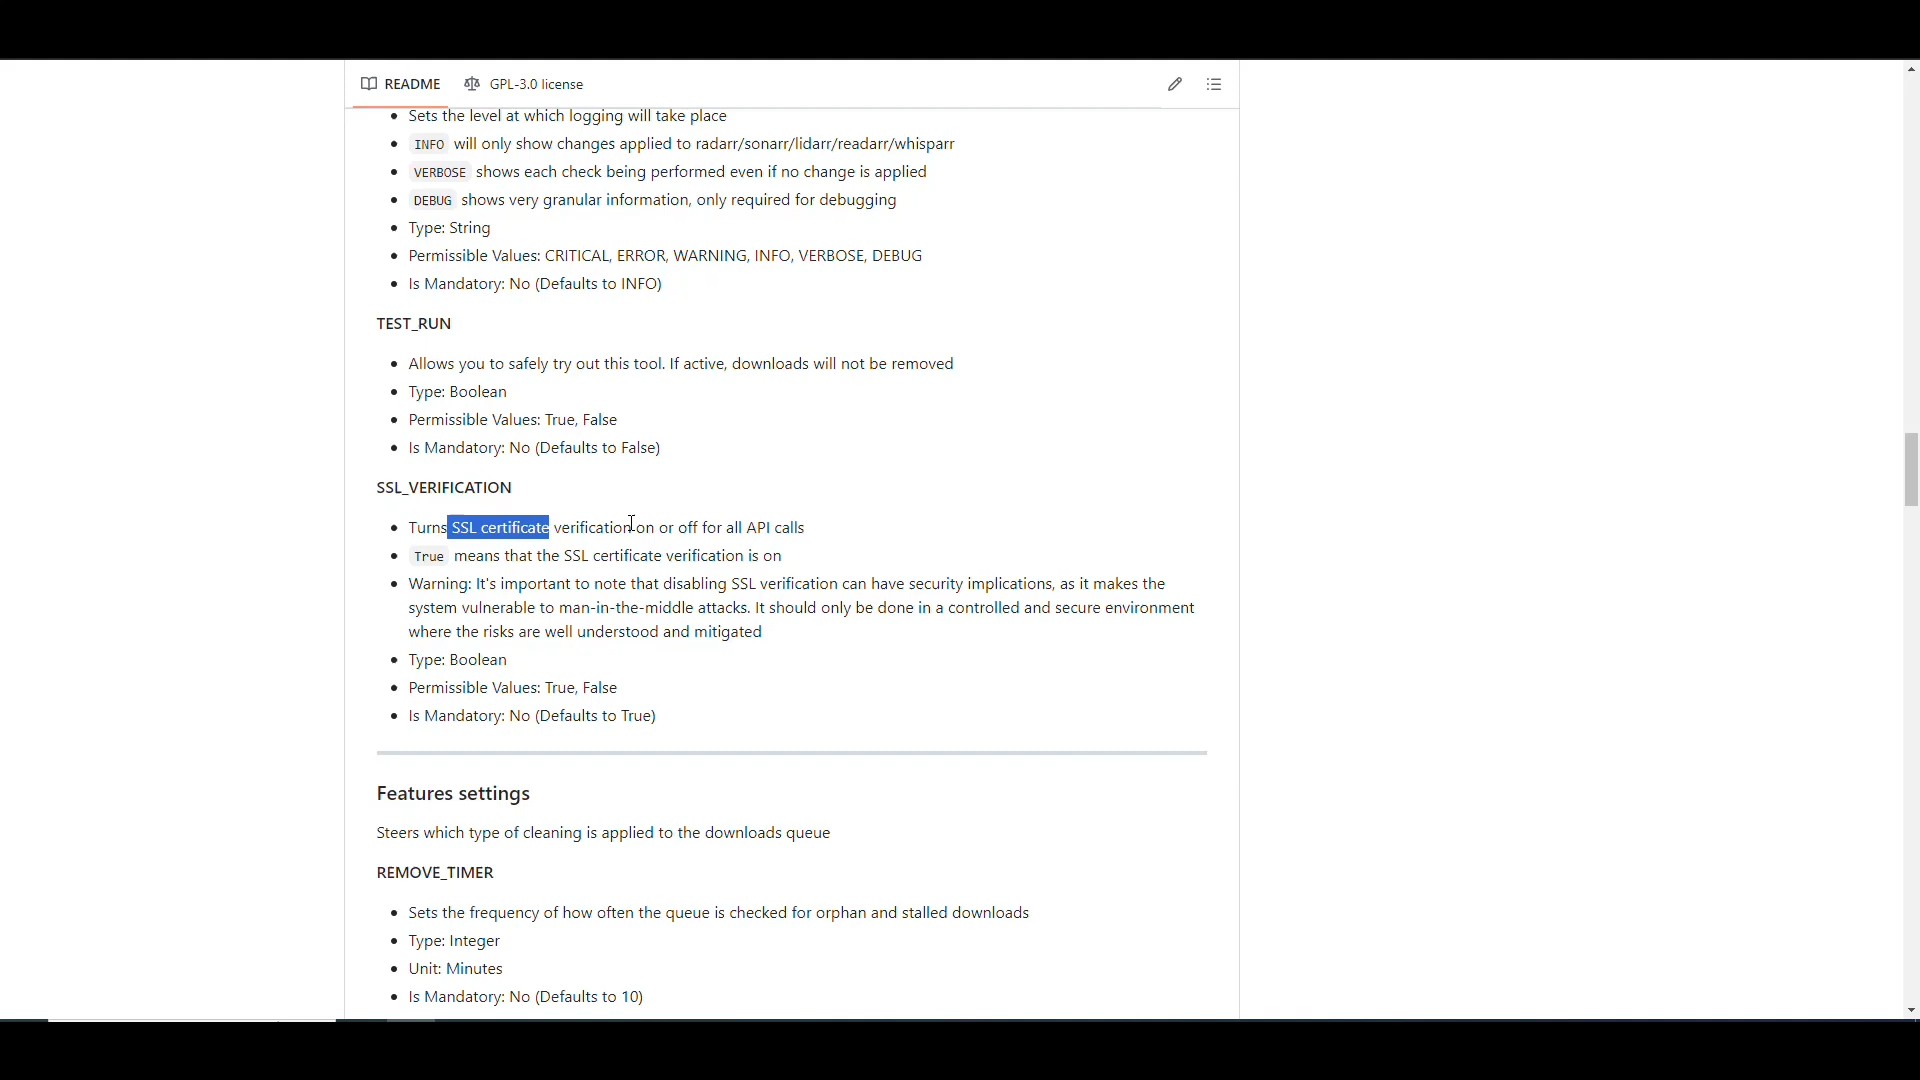 README GPL-3.0 license
Sets the level at which logging will take place
INFO will only show changes applied to radarr/sonarr/lidarr/readarr/whisparr
VERBOSE shows each check being performed even if no change is applied
DEBUG shows very granular information, only required for debugging
Type: String
Permissible Values: CRITICAL, ERROR, WARNING, INFO, VERBOSE, DEBUG
Is Mandatory: No (Defaults to INFO)
TEST_RUN
Allows you to safely try out this tool. If active, downloads will not be removed
Type: Boolean
Permissible Values: True, False
Is Mandatory: No (Defaults to False)
SSL_VERIFICATION
Turns SSL certificate verification on or off for all API calls
True means that the SSL certificate verification is on
Warning: It's important to note that disabling SSL verification can have security implications, as it makes the
system vulnerable to man-in-the-middle attacks. It should only be done in a controlled and secure environment
where the risks are well understood and mitigated
Type: Boolean
Permissible Values: True, False
Is Mandatory: No (Defaults to True)
Features settings
Steers which type of cleaning is applied to the downloads queue
REMOVE_TIMER
Sets the frequency of how often the queue is checked for orphan and stalled downloads
Type: Integer
Unit: Minutes
Is Mandatory: No (Defaults to 10)